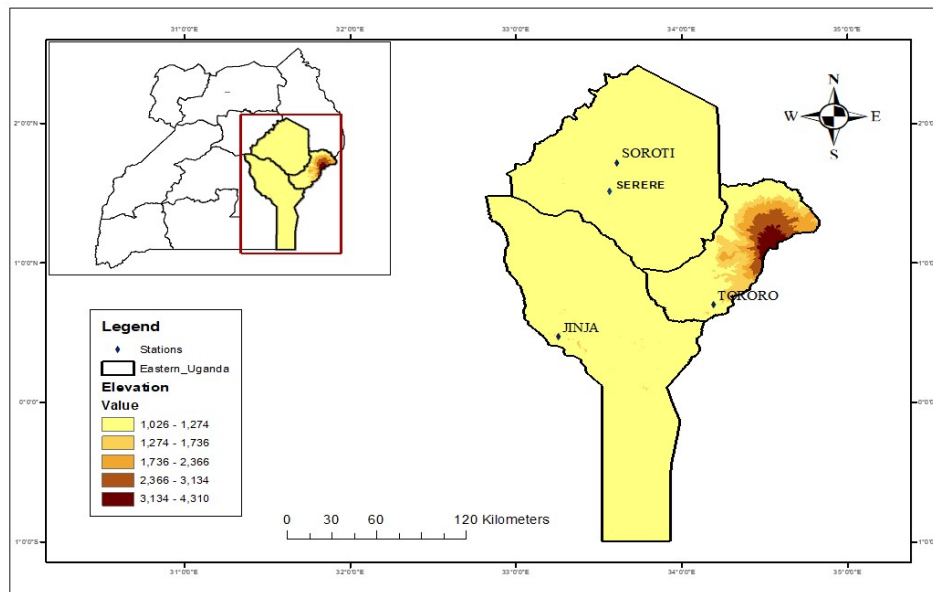 31°0'0"E 32°0'0"E 33°0'0"E 34°0'0"E 35°0'0"E
N
W E
S
2°0'0"N 2°0'0"N
SOROTI
SERERE
1°0'0"N 1°0'0"N
TORORO
JINJA
Legend
Stations
Eastern_Uganda
Elevation
Value
1,026 - 1,274
1,274 - 1,736
1,736 - 2,366
2,366 - 3,134
3,134 - 4,310
0°0'0" 0°0'0"
0 30 60 120 Kilometers
1°0'0"S 1°0'0"S
31°0'0"E 32°0'0"E 33°0'0"E 34°0'0"E 35°0'0"E